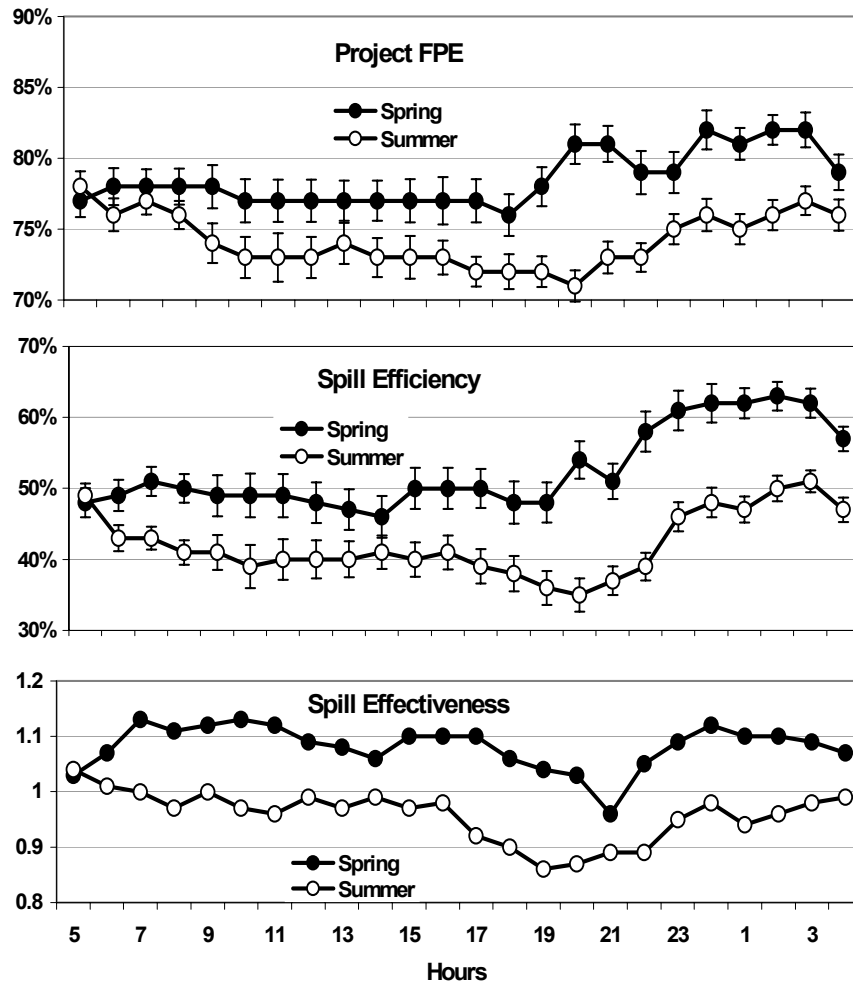 90%
Project FPE
85%
Spring
Summer
80%
75%
70%
70%
Spill Efficiency
60%
Spring
Summer
50%
40%
30%
1.2
Spill Effectiveness
1.1
1
0.9
Spring
Summer
0.8
5 7 9 11 13 15 17 19 21 23 1 3
Hours